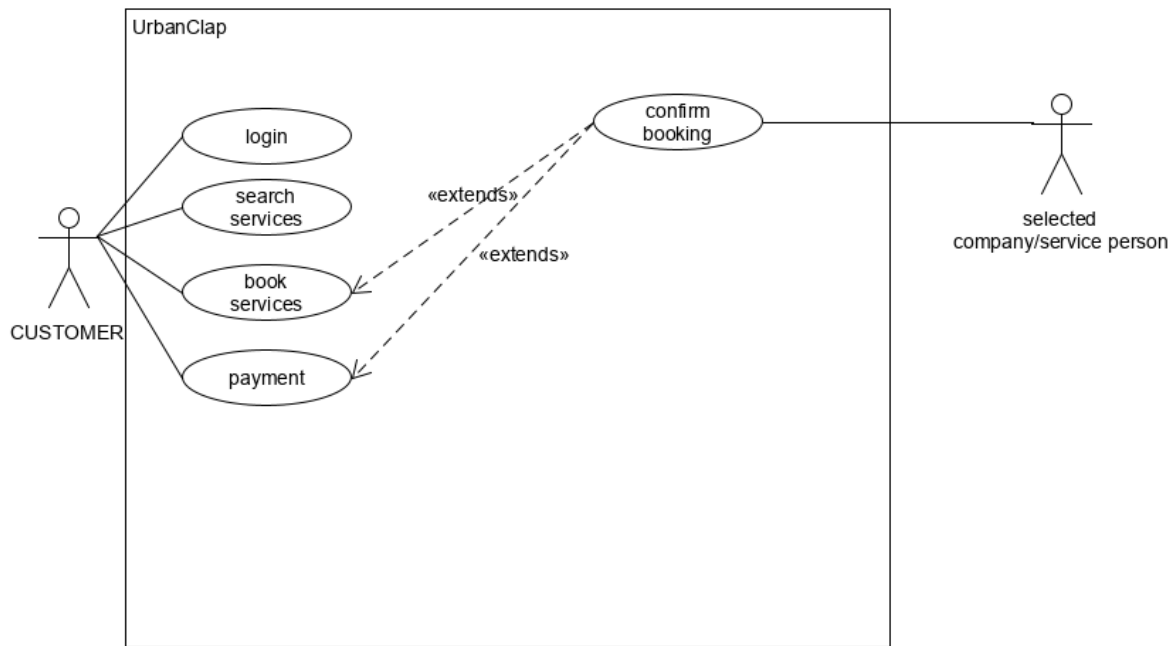 UrbanClap
login
search
services
book
services
payment
CUSTOMER
«extends»
«extends»
confirm
booking
selected
company/service person